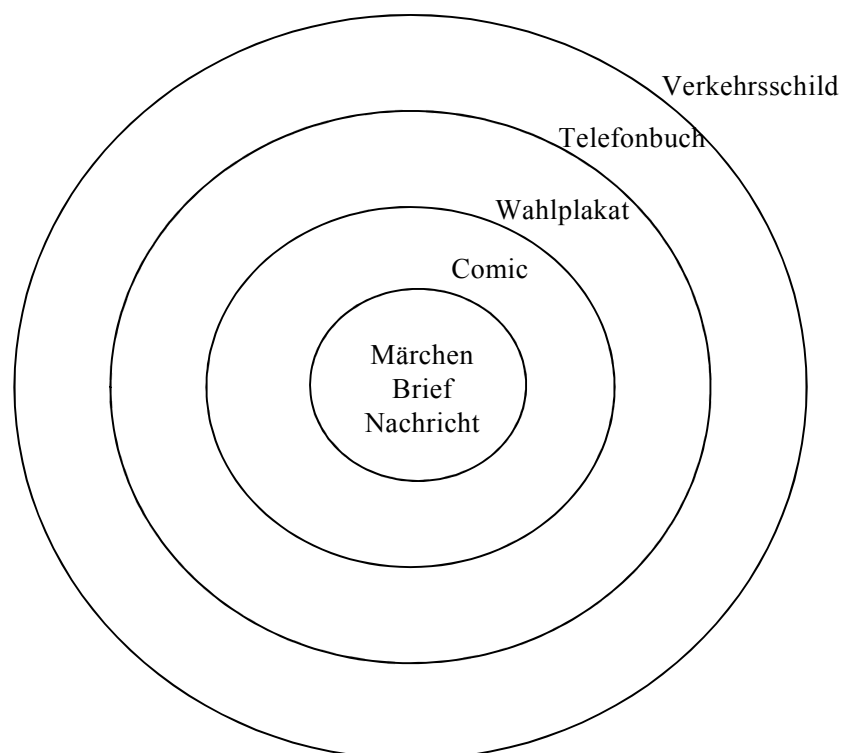 Verkehrsschild
Telefonbuch
Wahlplakat
Comic
Märchen
Brief
Nachricht